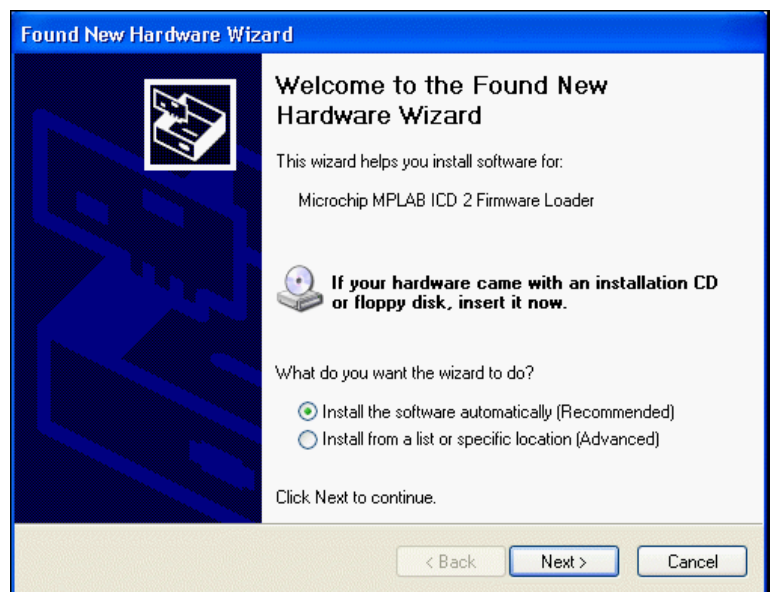 Found New Hardware Wizard
Welcome to the Found New
Hardware Wizard
This wizard helps you install software for:
Microchip MPLAB ICD 2 Firmware Loader
If your hardware came with an installation CD
or floppy disk, insert it now.
What do you want the wizard to do?
Install the software automatically (Recommended)
Install from a list or specific location (Advanced)
Click Next to continue.
< Back Next > Cancel